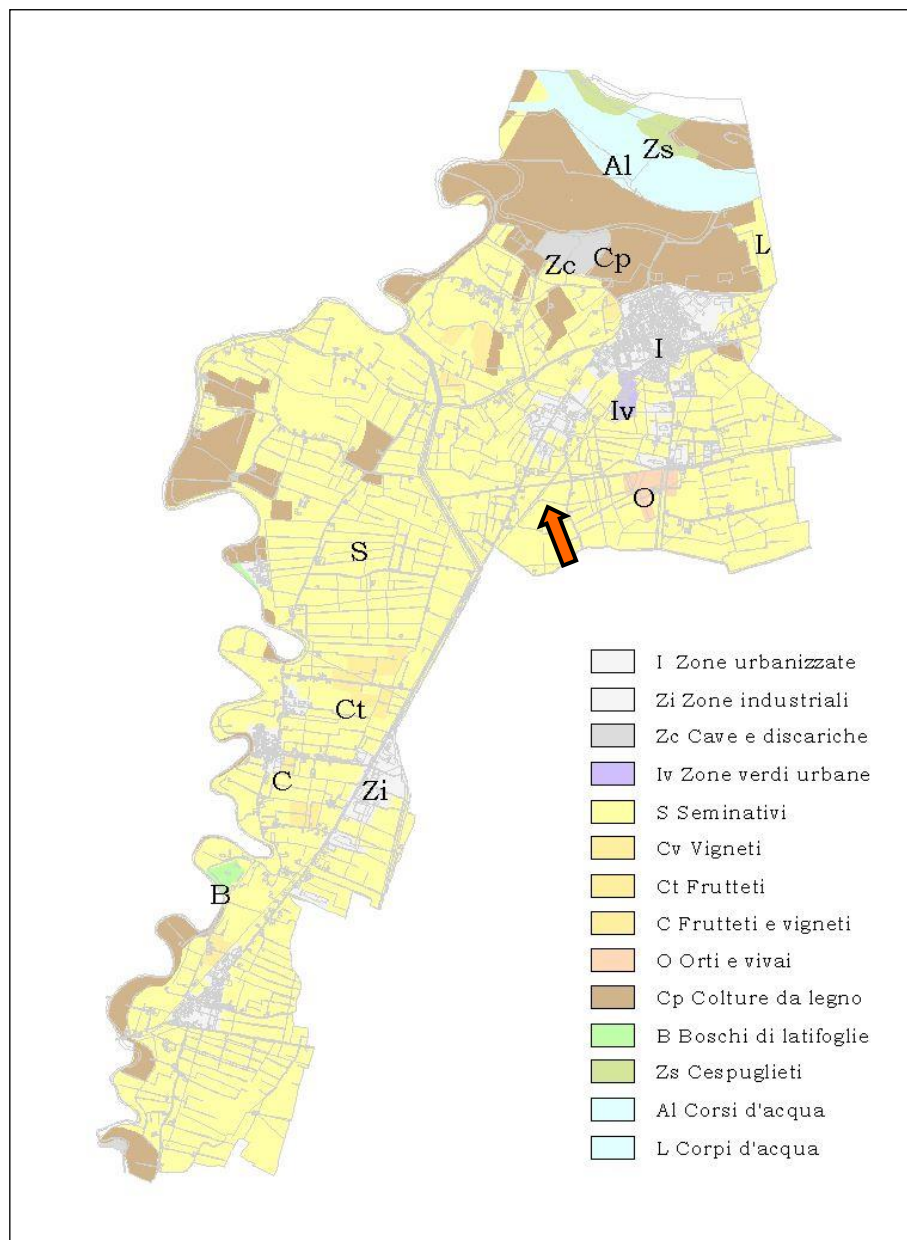 Al
Zs
L
Zc
Cp
I
Iv
O
S
Ct
C
Zi
B
I Zone urbanizzate
Zi Zone industriali
Zc Cave e discariche
Iv Zone verdi urbane
S Seminativi
Cv Vigneti
Ct Frutteti
C Frutteti e vigneti
O Orti e vivai
Cp Colture da legno
B Boschi di latifoglie
Zs Cespuglieti
Al Corsi d'acqua
L Corpi d'acqua